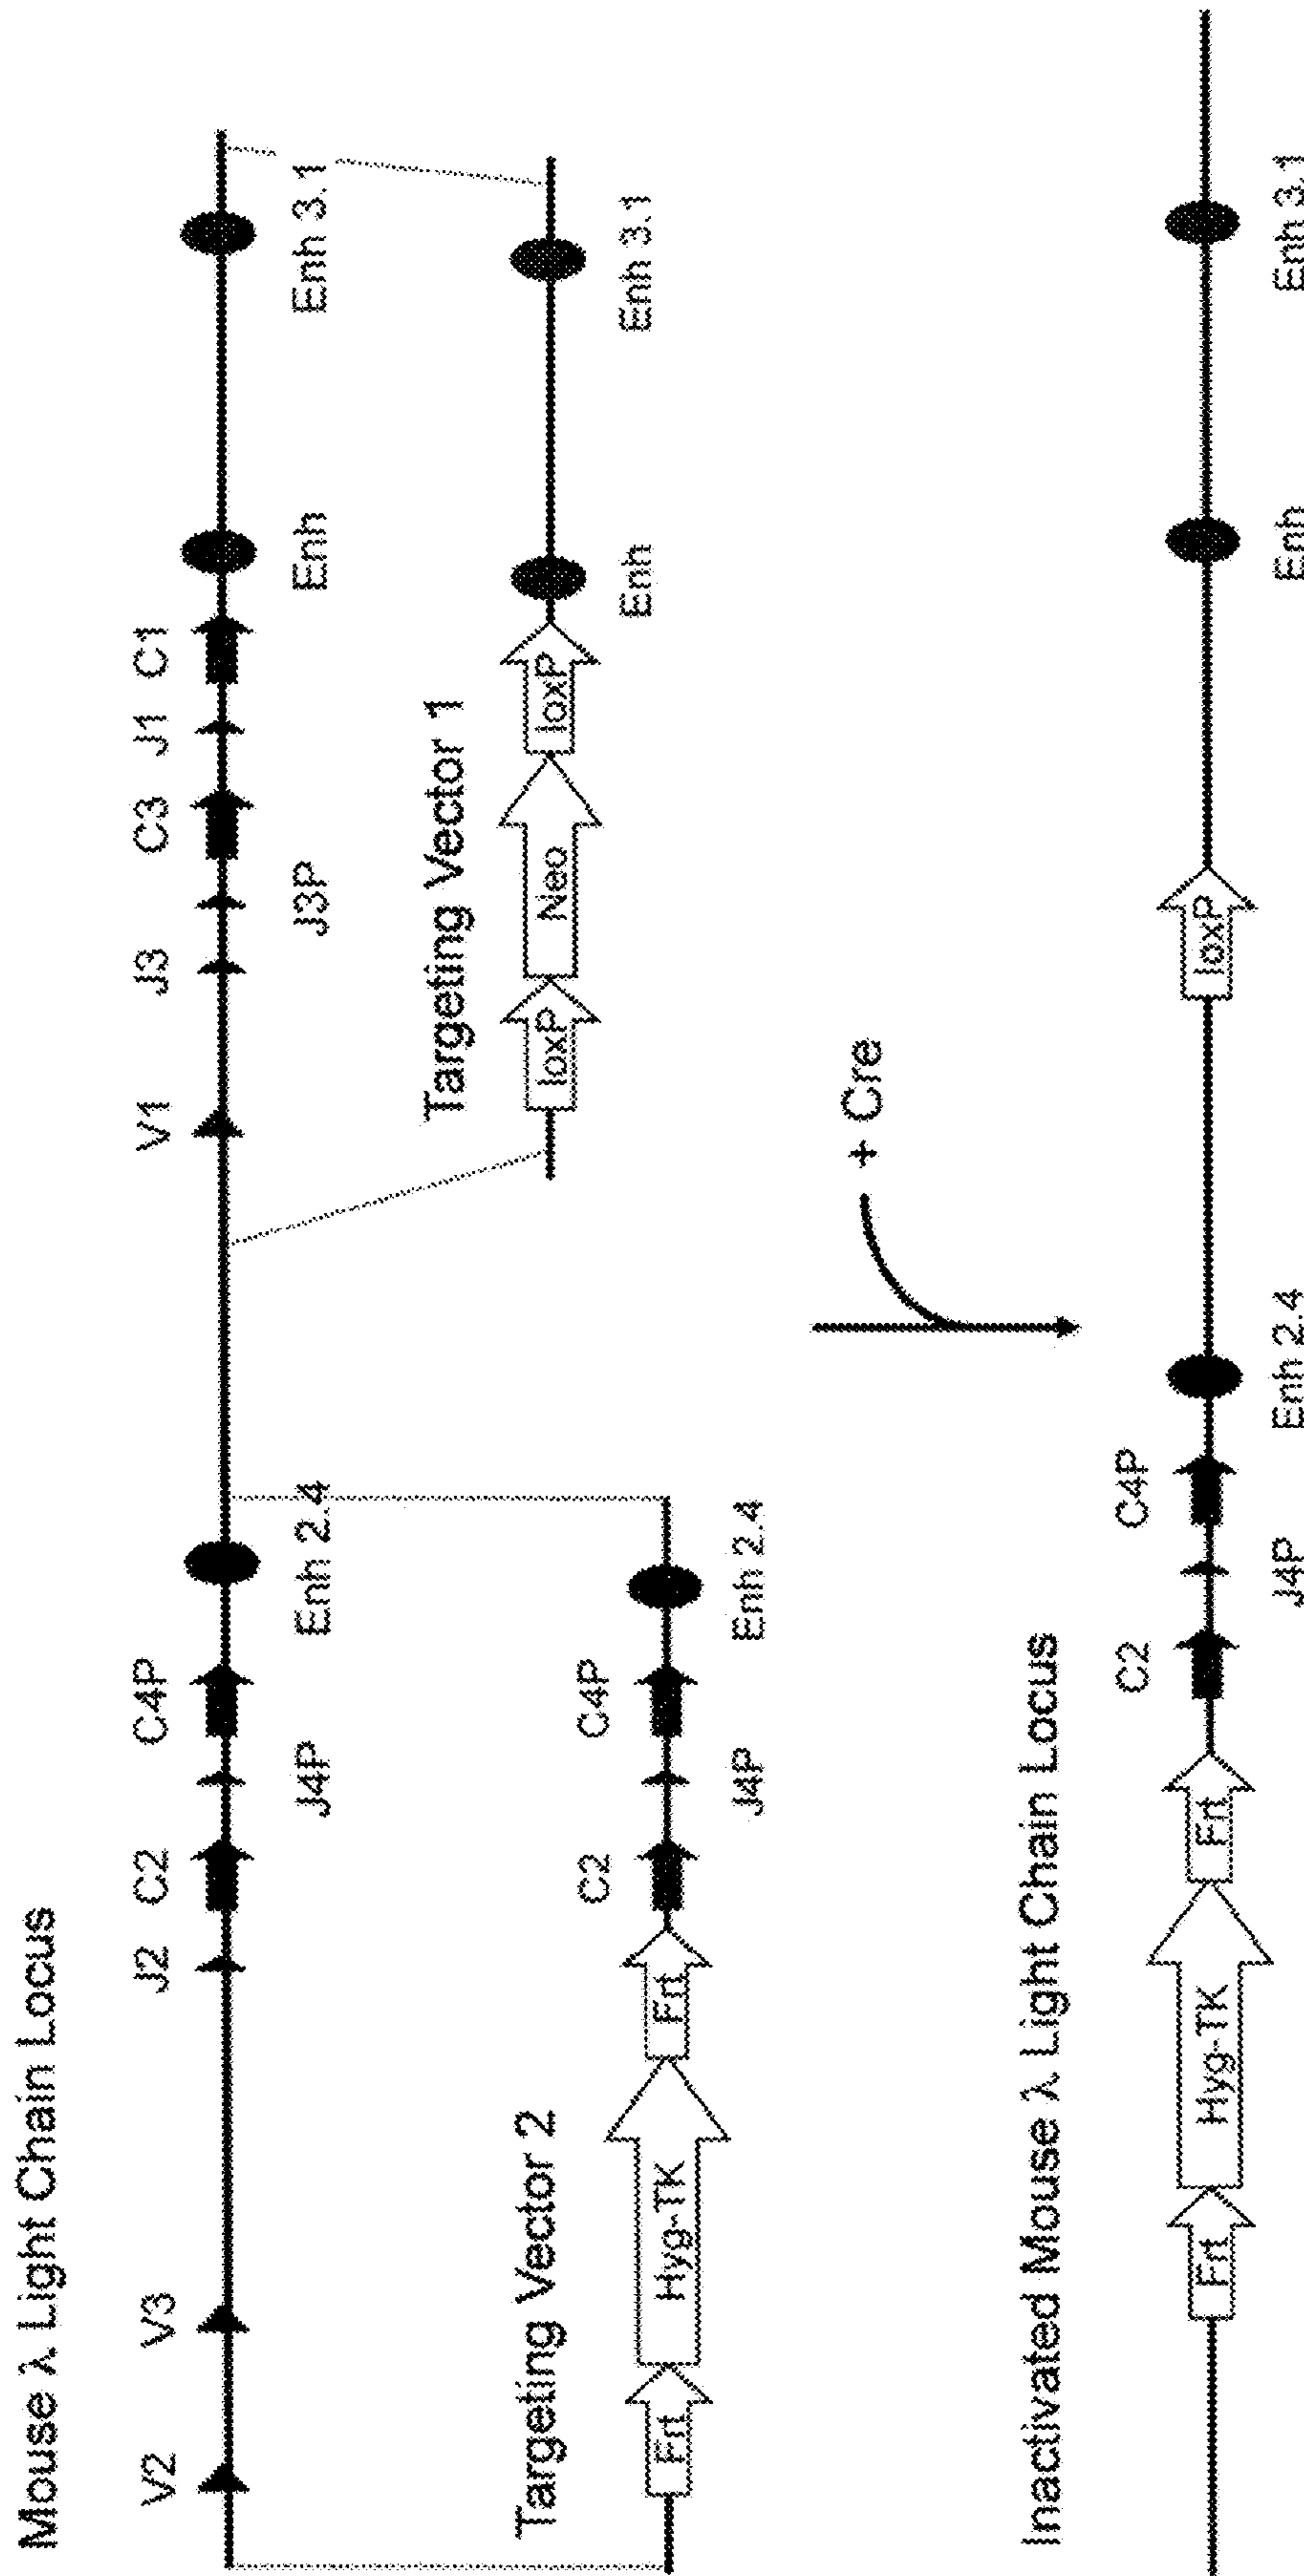 Mouse λ Light Chain Locus
V2 V3 J2 C2 C4P V1 J3 C3 J1 C1
J4P Enh 2.4 J3P Enh Enh 3.1
Targeting Vector 1
loxP Neo loxP
Enh Enh 3.1
Targeting Vector 2
C2 C4P
Frt Hyg-TK Frt
J4P Enh 2.4
+ Cre
Inactivated Mouse λ Light Chain Locus
C2 C4P
Frt Hyg-TK Frt loxP
J4P Enh 2.4 Enh Enh 3.1